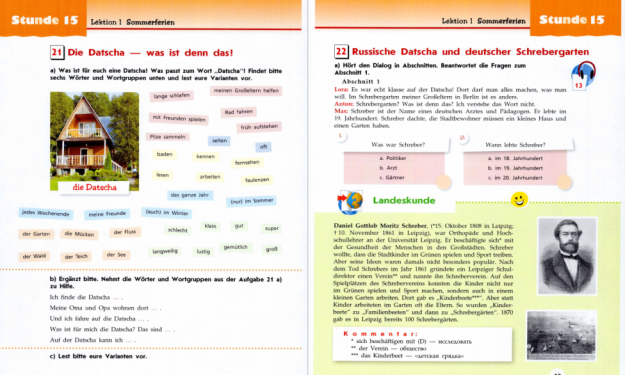 Stunde 15 Lektion 1 Sommerferien
21 Die Datscha — was ist denn das!
a) Was ist für euch eine Datscha? Was passt zum Wort „Datscha"? Findet bitte
sechs Wörter und Wortgruppen unten und lest eure Varianten vor.
lange schlafen
meinen Großeltern helfen
Rad fahren
mit Freunden spielen
früh aufstehen
Pilze sammeln
selten
oft
baden
kennen
fernsehen
lesen
arbeiten
faulenzen
die Datscha
das ganze Jahr
(nur) im Sommer
jedes Wochenende
meine Freunde
(auch) im Winter
der Garten
die Mücken
der Fluss
schlecht
klass
gut
super
der Wald
der Teich
der See
langweilig
lustig
gemütlich
groß
b) Ergänzt bitte. Nehmt die Wörter und Wortgruppen aus der Aufgabe 21 a)
zu Hilfe.
Ich finde die Datscha ... .
Meine Oma und Opa wohnen dort ... .
Und ich fahre auf die Datscha ... .
Was ist für mich die Datscha? Das sind ... .
Auf der Datscha kann ich ... .
c) Lest bitte eure Varianten vor.
Lektion 1 Sommerferien Stunde 15
22 Russische Datscha und deutscher Schrebergarten
a) Hört den Dialog in Abschnitten. Beantwortet die Fragen zum
Abschnitt 1.
13
Abschnitt 1
Lora: Es war echt klasse auf der Datscha! Dort darf man alles machen, was man
will. Im Schrebergarten meiner Großeltern in Berlin ist es anders.
Anton: Schrebergarten? Was ist denn das? Ich verstehe das Wort nicht.
Max: Schreber ist der Name eines deutschen Arztes und Pädagogen. Er lebte im
19. Jahrhundert. Schreber dachte, die Stadtbewohner müssen ein kleines Haus und
einen Garten haben.
1.
Was war Schreber?
a. Politiker
b. Arzt
c. Gärtner
2.
Wann lebte Schreber?
a. im 18. Jahrhundert
b. im 19. Jahrhundert
c. im 20. Jahrhundert
Landeskunde
Daniel Gottlob Moritz Schreber, (*15. Oktober 1808 in Leipzig;
† 10. November 1861 in Leipzig), war Orthopäde und Hoch-
schullehrer an der Universität Leipzig. Er beschäftigte sich* mit
der Gesundheit der Menschen in den Großstädten. Schreber
wollte, dass die Stadtkinder im Grünen spielen und Sport treiben.
Aber seine Ideen waren damals nicht besonders populär. Nach
dem Tod Schrebers im Jahr 1861 gründete ein Leipziger Schul-
direktor einen Verein** und nannte ihn Schreberverein. Auf den
Spielplätzen des Schrebervereins konnten die Kinder nicht nur
im Grünen spielen und Sport machen, sondern auch in einem
kleinen Garten arbeiten. Dort gab es „Kinderbeete***". Aber statt
Kinder arbeiteten im Garten oft die Eltern. So wurden „Kinder-
beete" zu „Familienbeeten" und dann zu „Schrebergärten". 1870
gab es in Leipzig bereits 100 Schrebergärten.
Kommentar:
* sich beschäftigen mit (D) — исследовать
** der Verein — общество
*** das Kinderbeet — «детская грядка»